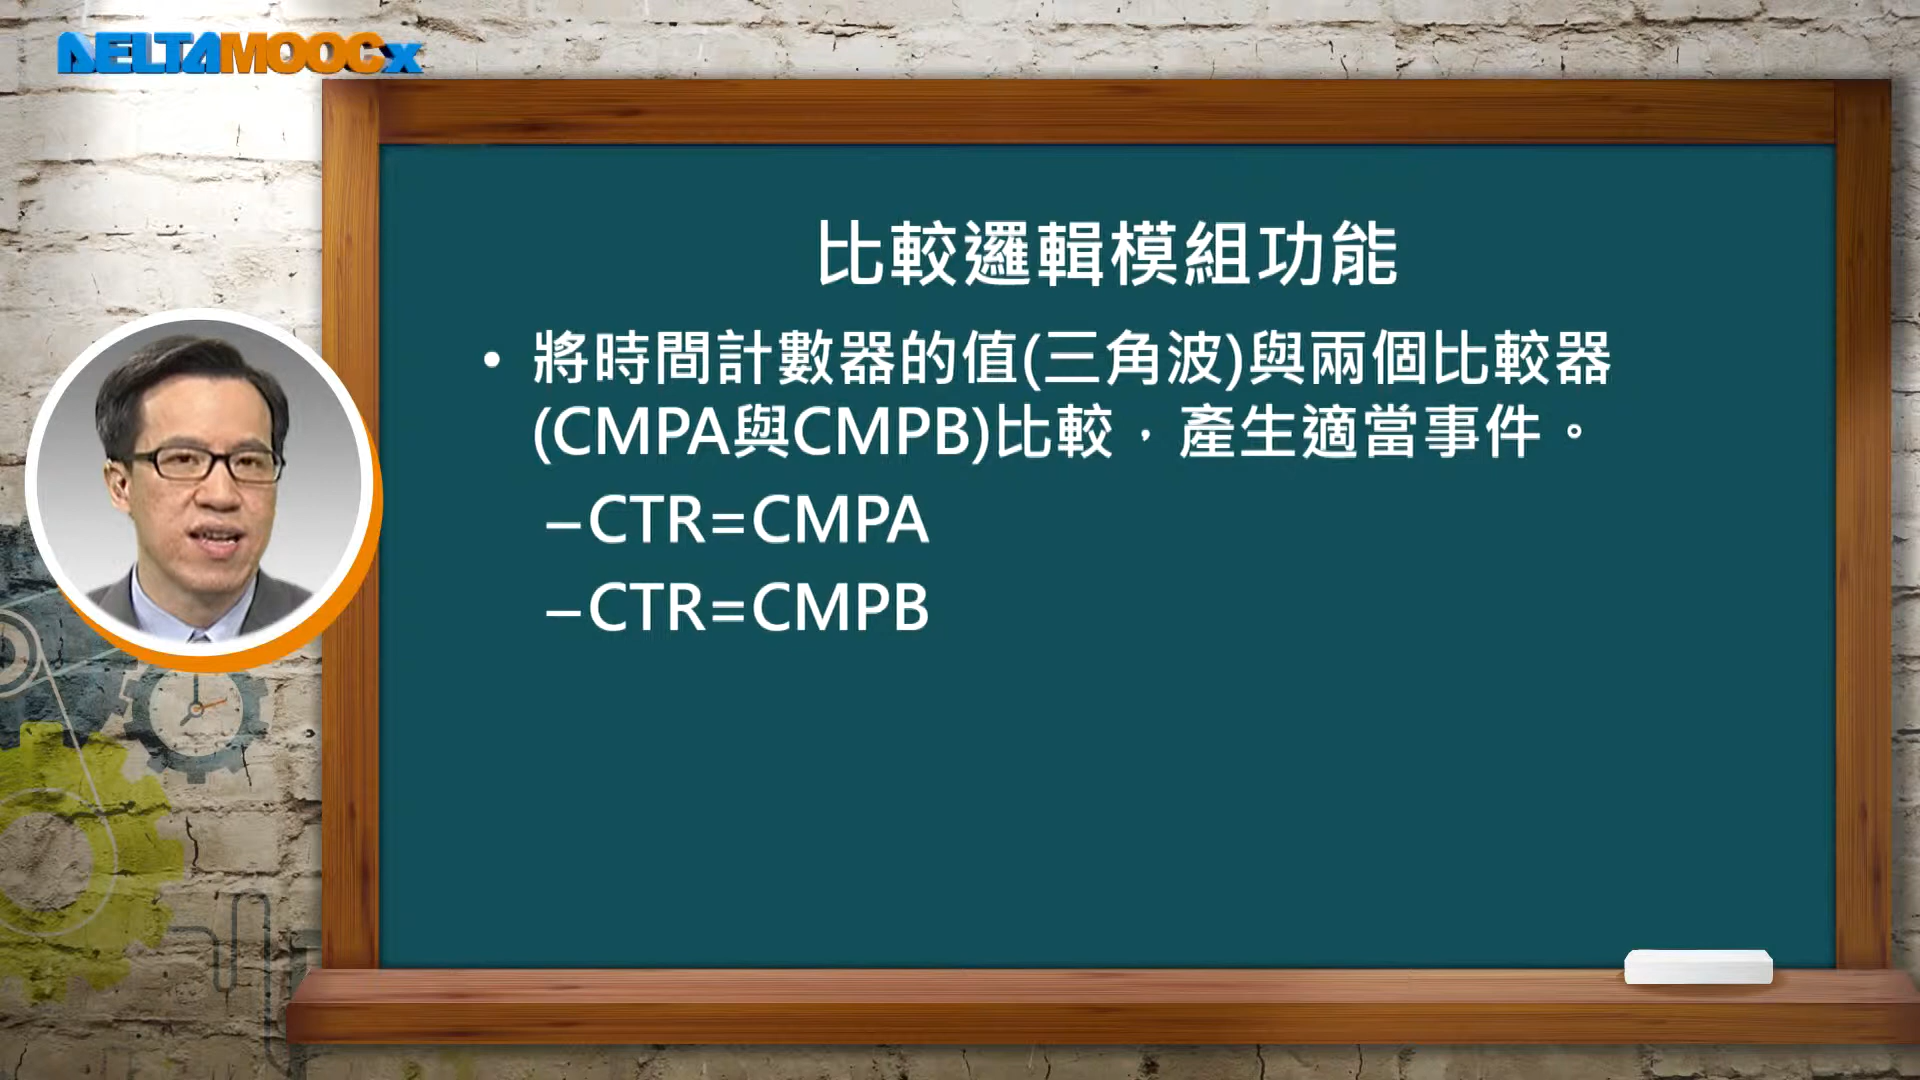 DELTAMOOCx
比較邏輯模組功能
• 將時間計數器的值(三角波)與兩個比較器
(CMPA與CMPB)比較，產生適當事件。
–CTR=CMPA
–CTR=CMPB